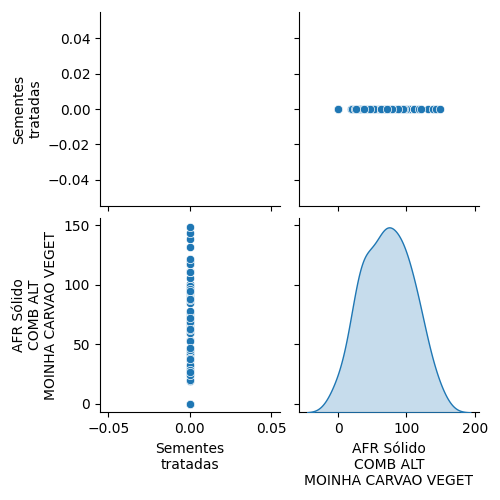 0.04
0.02
0.00
−0.02
−0.04
Sementes
tratadas
150
100
50
0
AFR Sólido
COMB ALT
MOINHA CARVAO VEGET
−0.05 0.00 0.05
Sementes
tratadas
0 100 200
AFR Sólido
COMB ALT
MOINHA CARVAO VEGET